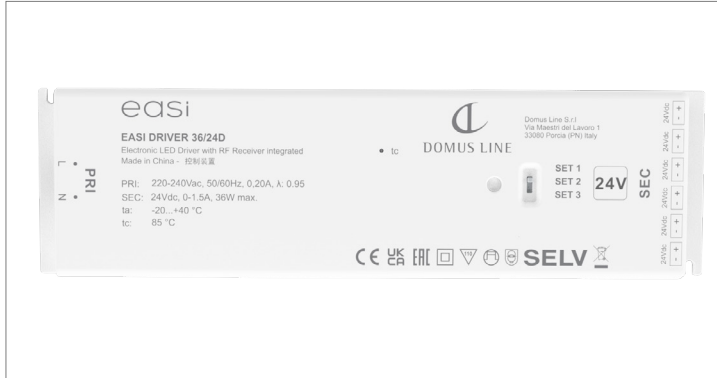 easi
EASI DRIVER 36/24D
Electronic LED Driver with RF Receiver integrated
Made in China - 控制装置
PRI: 220-240Vac, 50/60Hz, 0,20A, λ: 0.95
SEC: 24Vdc, 0-1.5A, 36W max.
ta: -20...+40 °C
tc: 85 °C
L
N
PRI
• tc
DOMUS LINE
Domus Line S.r.l
Via Maestri del Lavoro 1
33080 Porcia (PN) Italy
SET 1
SET 2
SET 3
24V
SEC
24Vdc + -
24Vdc + -
24Vdc + -
24Vdc + -
24Vdc + -
24Vdc + -
CE UKCA EAC 110 SELV